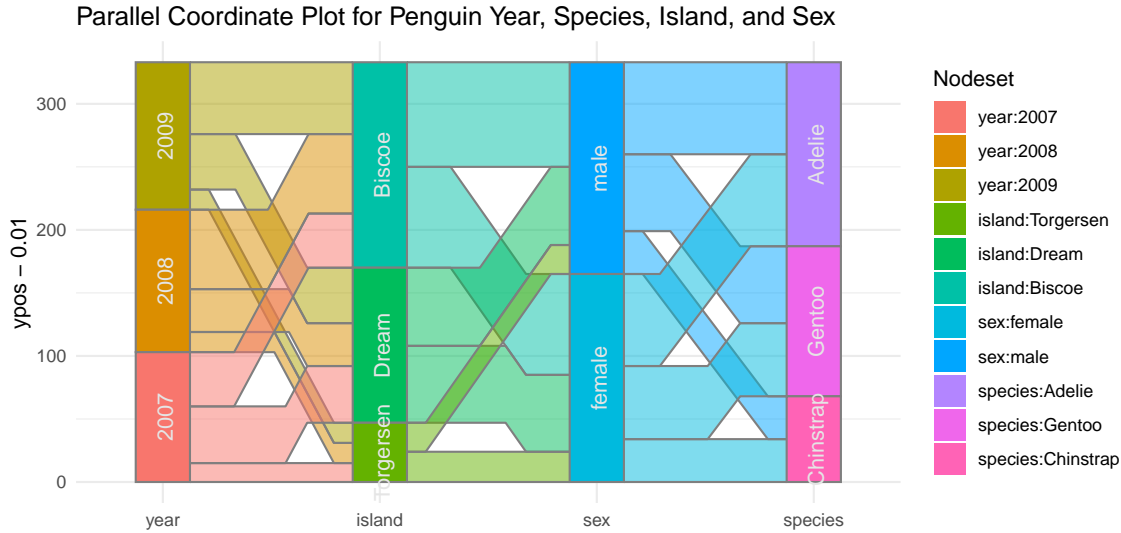 Parallel Coordinate Plot for Penguin Year, Species, Island, and Sex
ypos − 0.01
300
200
100
0
2009
2008
2007
Biscoe
Dream
Torgersen
male
female
Adelie
Gentoo
Chinstrap
year
island
sex
species
Nodeset
year:2007
year:2008
year:2009
island:Torgersen
island:Dream
island:Biscoe
sex:female
sex:male
species:Adelie
species:Gentoo
species:Chinstrap